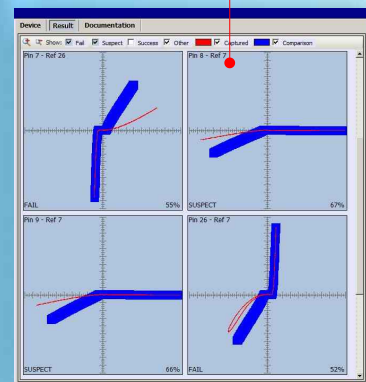 Device Result Documentation
Show: Fail Suspect Success Other Captured Comparison
Pin 7 - Ref 26 Pin 8 - Ref 7
FAIL 55% SUSPECT 67%
Pin 9 - Ref 7 Pin 26 - Ref 7
SUSPECT 66% FAIL 52%